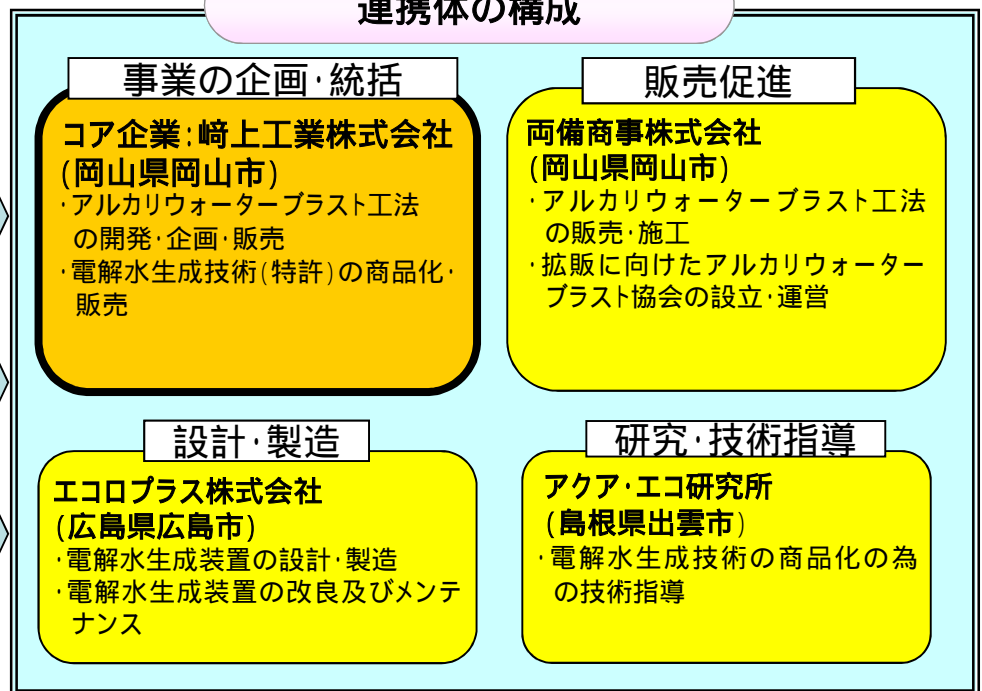 連携体の構成
事業の企画･統括
コア企業:﨑上工業株式会社
(岡山県岡山市)
･アルカリウォーターブラスト工法
の開発･企画･販売
･電解水生成技術(特許)の商品化･
販売
販売促進
両備商事株式会社
(岡山県岡山市)
･アルカリウォーターブラスト工法
の販売･施工
･拡販に向けたアルカリウォーター
ブラスト協会の設立･運営
設計･製造
エコロプラス株式会社
(広島県広島市)
･電解水生成装置の設計･製造
･電解水生成装置の改良及びメンテ
ナンス
研究･技術指導
アクア･エコ研究所
(島根県出雲市)
･電解水生成技術の商品化の為
の技術指導